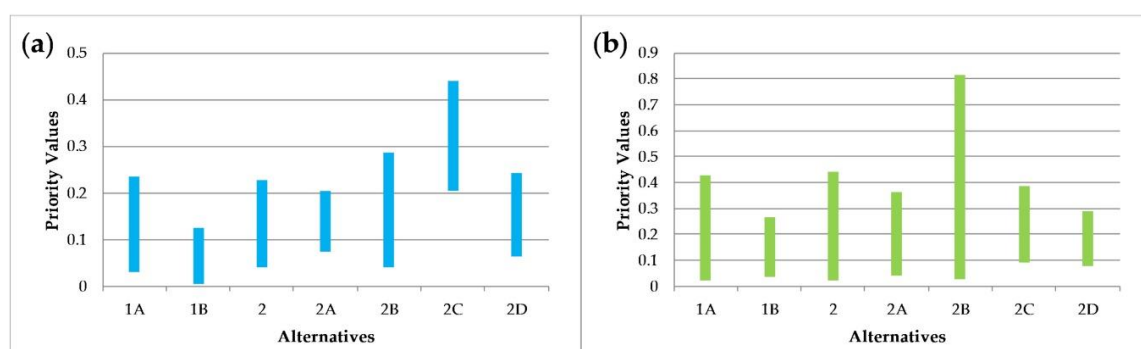 (a)
Priority Values
0.5
0.4
0.3
0.2
0.1
0
1A 1B 2 2A 2B 2C 2D
Alternatives
(b)
Priority Values
0.9
0.8
0.7
0.6
0.5
0.4
0.3
0.2
0.1
0
1A 1B 2 2A 2B 2C 2D
Alternatives